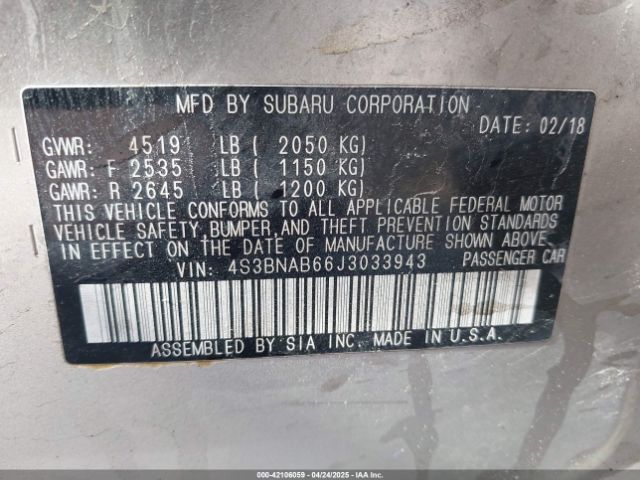 MFD BY SUBARU CORPORATION
DATE: 02/18
GVWR: 4519 LB ( 2050 KG)
GAWR: F 2535 LB ( 1150 KG)
GAWR: R 2645 LB ( 1200 KG)
THIS VEHICLE CONFORMS TO ALL APPLICABLE FEDERAL MOTOR
VEHICLE SAFETY, BUMPER, AND THEFT PREVENTION STANDARDS
IN EFFECT ON THE DATE OF MANUFACTURE SHOWN ABOVE.
VIN: 4S3BNAB66J3033943 PASSENGER CAR
ASSEMBLED BY SIA INC. MADE IN U.S.A.
000-42106059 - 04/24/2025 - IAAI.COM